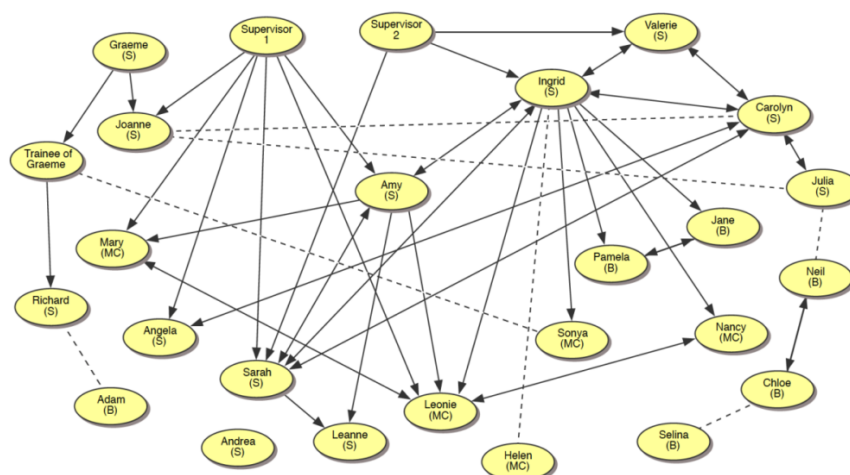 Graeme
(S)
Supervisor
1
Supervisor
2
Valerie
(S)
Ingrid
(S)
Carolyn
(S)
Joanne
(S)
Trainee of
Graeme
Amy
(S)
Julia
(S)
Jane
(B)
Mary
(MC)
Pamela
(B)
Neil
(B)
Richard
(S)
Angela
(S)
Sonya
(MC)
Nancy
(MC)
Sarah
(S)
Chloe
(B)
Adam
(B)
Leonie
(MC)
Andrea
(S)
Leanne
(S)
Selina
(B)
Helen
(MC)